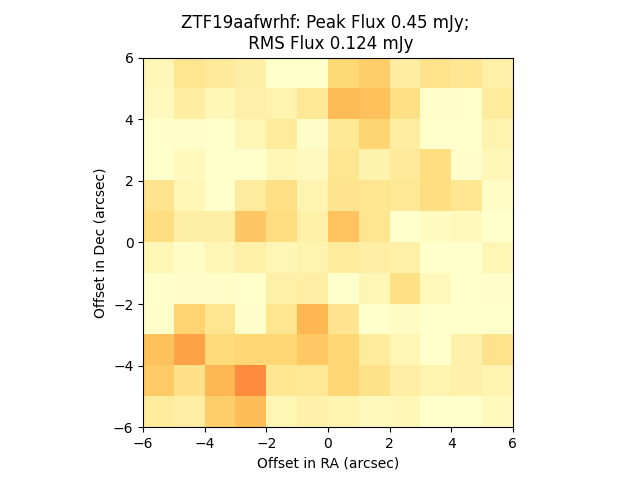 ZTF19aafwrhf: Peak Flux 0.45 mJy;
RMS Flux 0.124 mJy
6
4
2
0
−2
−4
−6
Offset in Dec (arcsec)
−6 −4 −2 0 2 4 6
Offset in RA (arcsec)